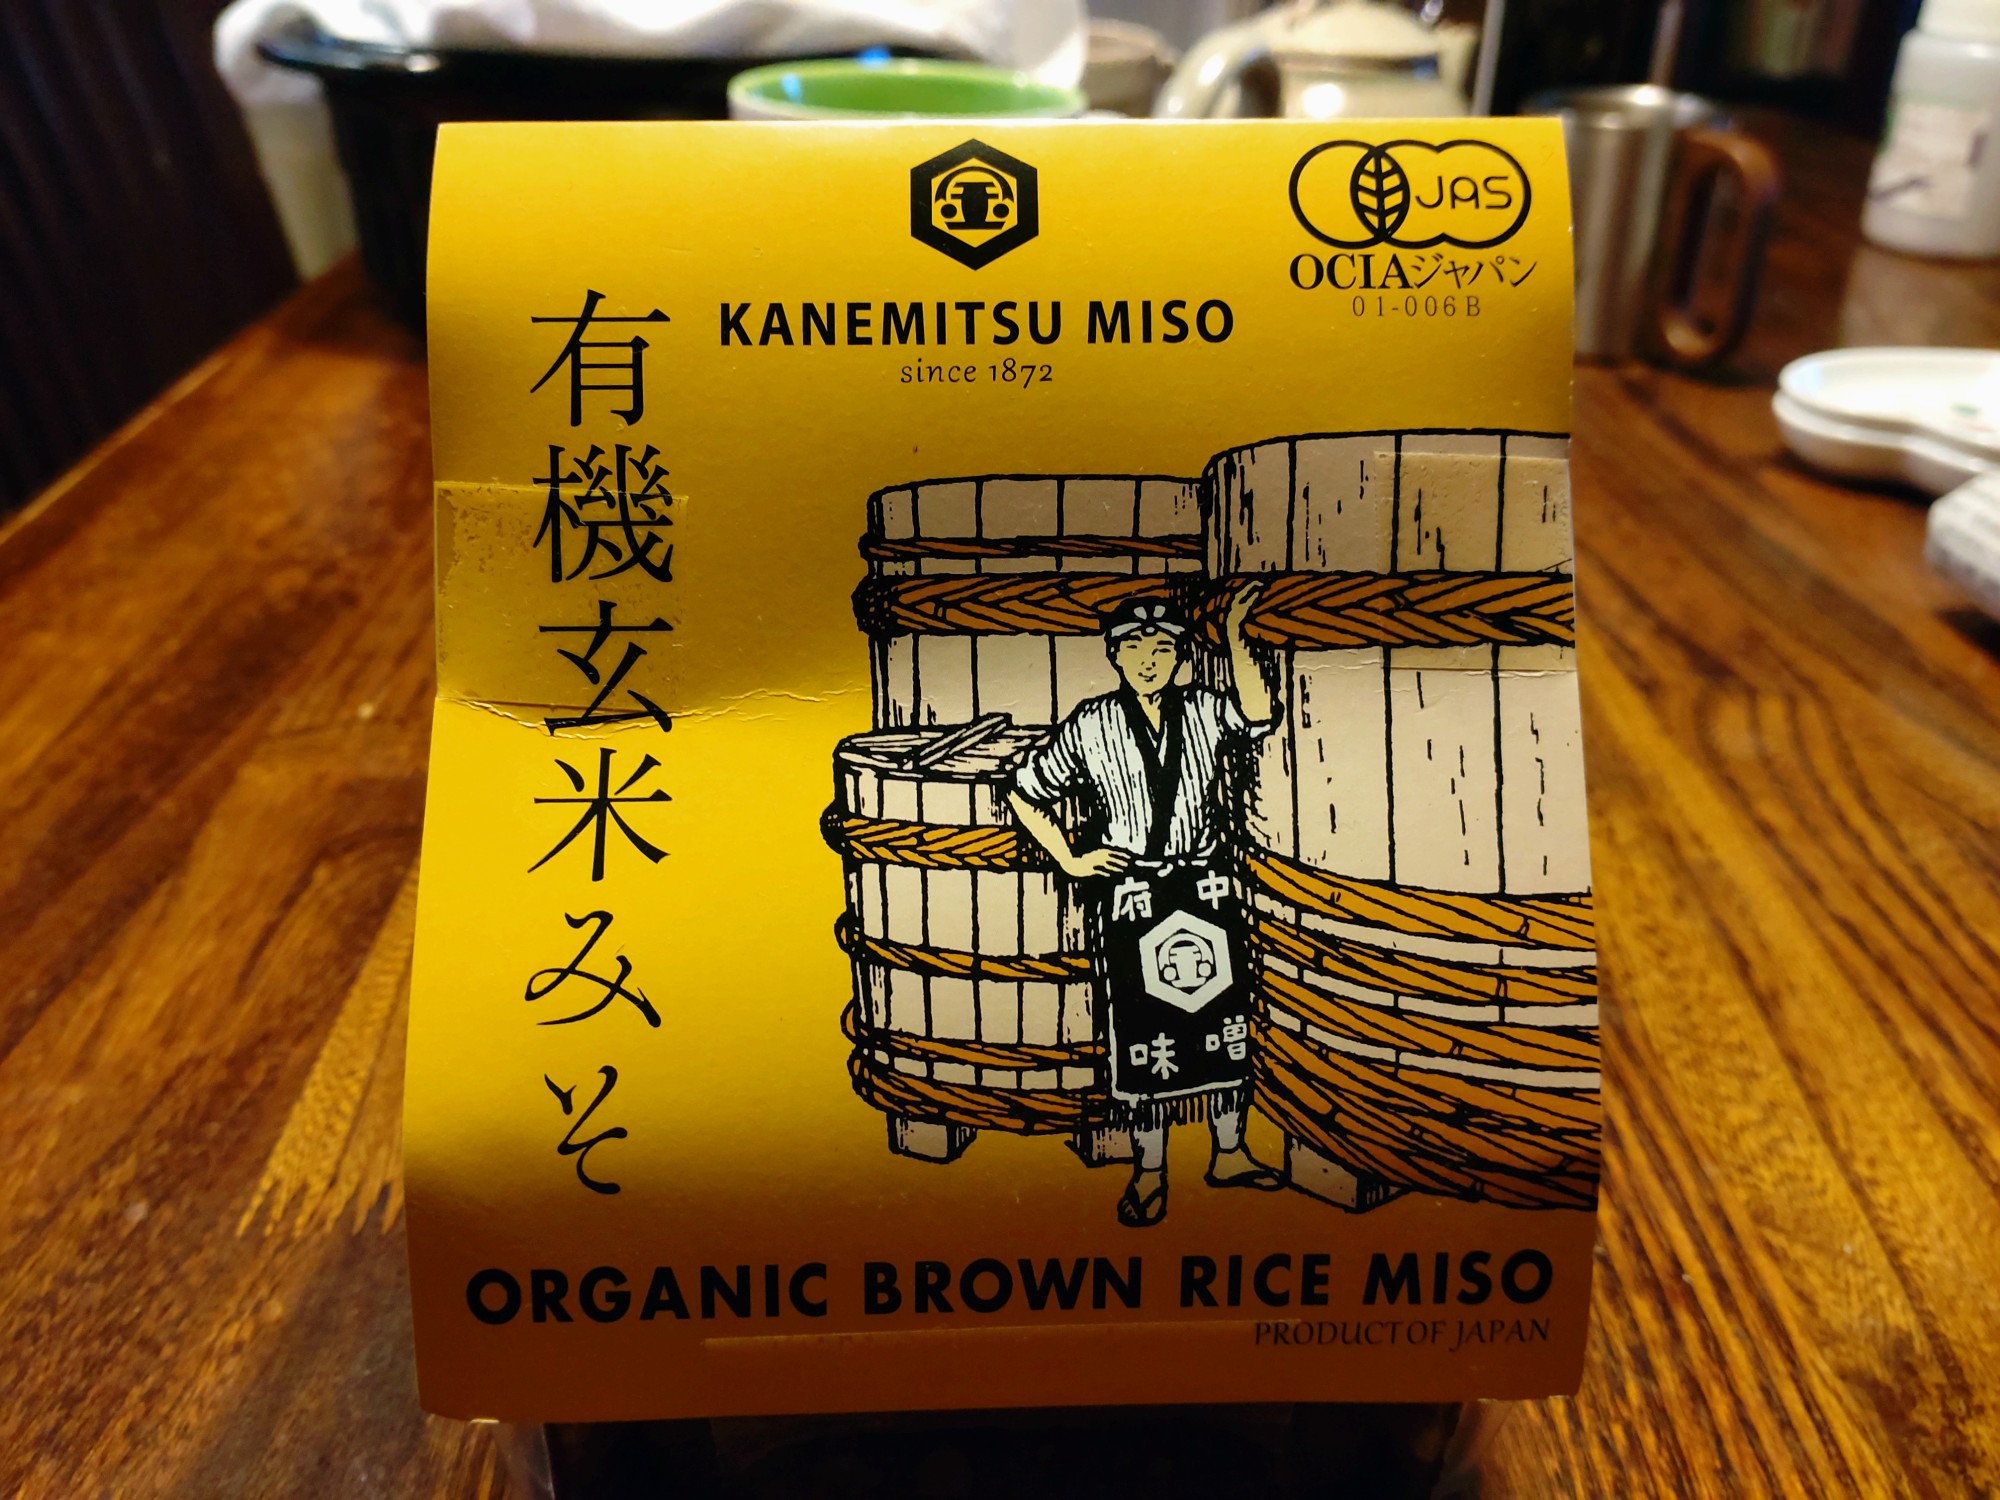 JAS
OCIAジャパン
01-006B
KANEMITSU MISO
since 1872
有機玄米みそ
府中
味噌
ORGANIC BROWN RICE MISO
PRODUCT OF JAPAN